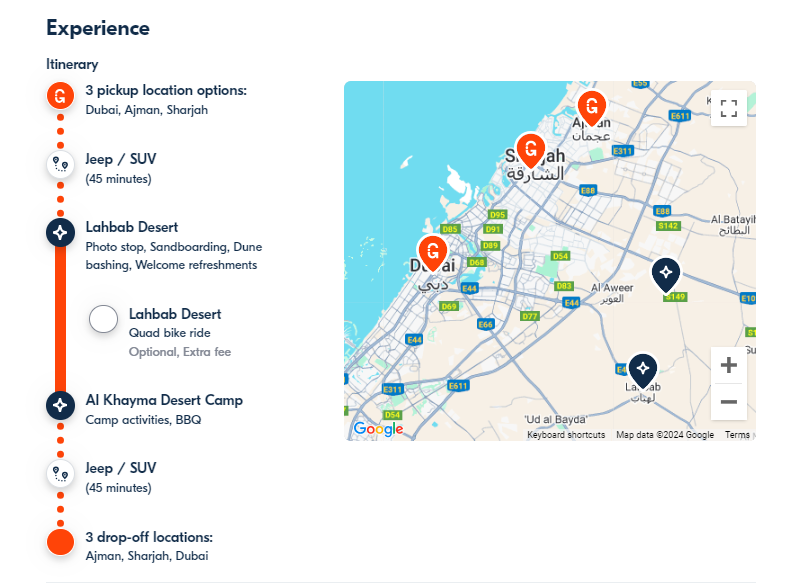 Experience
Itinerary
3 pickup location options:
Dubai, Ajman, Sharjah
Jeep / SUV
(45 minutes)
Lahbab Desert
Photo stop, Sandboarding, Dune
bashing, Welcome refreshments
Lahbab Desert
Quad bike ride
Optional, Extra fee
Al Khayma Desert Camp
Camp activities, BBQ
Jeep / SUV
(45 minutes)
3 drop-off locations:
Ajman, Sharjah, Dubai
E55
E611
عجمان
E311
الشارقة
E88
D95
E88
D85
D91
S142
Al Batayih
البطائح
D89
D68
D54
دبي
E44
D83
Al Aweer
العوير
S149
E10
D69
E44
D77
E66
E44
E311
E611
لهباب
D54
'Ud al Bayda'
Google
Keyboard shortcuts
Map data ©2024 Google
Terms